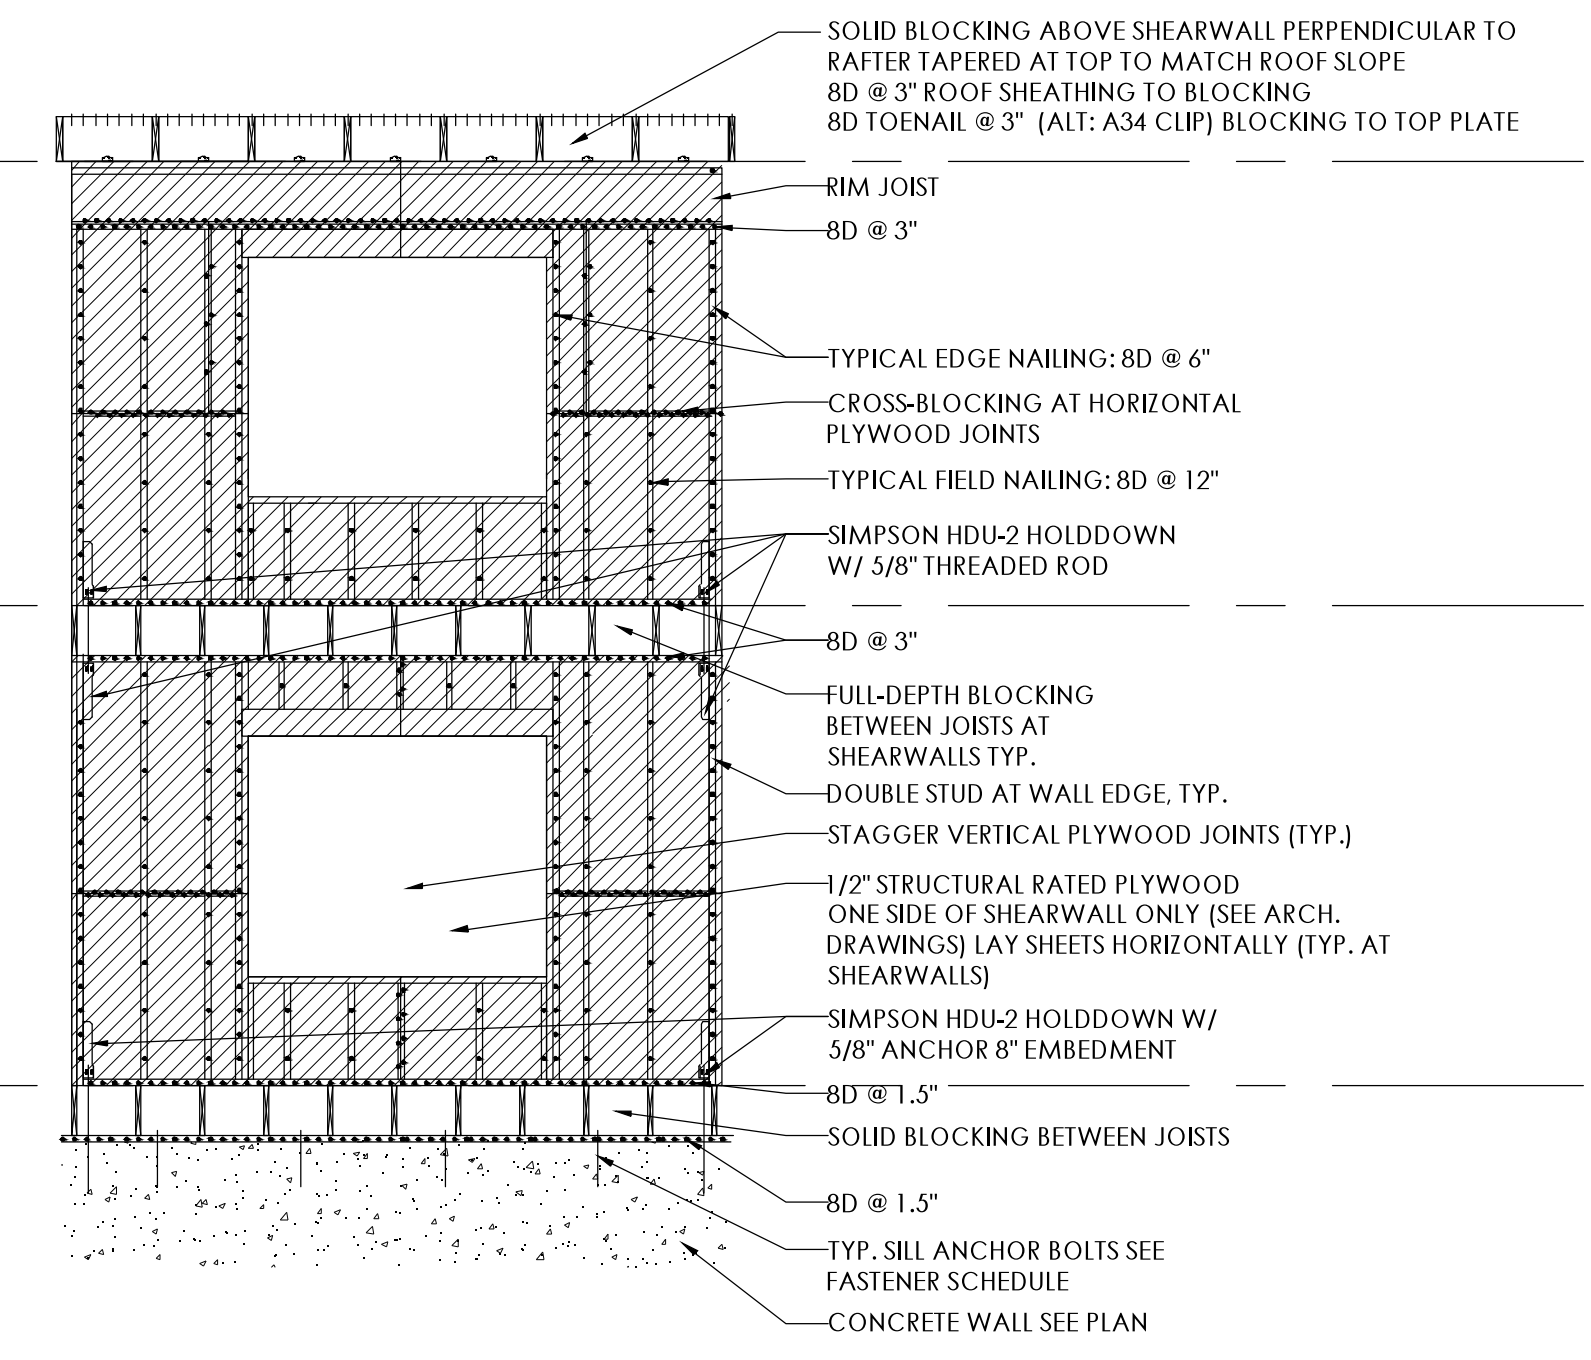 SOLID BLOCKING ABOVE SHEARWALL PERPENDICULAR TO
RAFTER TAPERED AT TOP TO MATCH ROOF SLOPE
8D @ 3" ROOF SHEATHING TO BLOCKING
8D TOENAIL @ 3" (ALT: A34 CLIP) BLOCKING TO TOP PLATE
RIM JOIST
8D @ 3"
TYPICAL EDGE NAILING: 8D @ 6"
CROSS-BLOCKING AT HORIZONTAL
PLYWOOD JOINTS
TYPICAL FIELD NAILING: 8D @ 12"
SIMPSON HDU-2 HOLDDOWN
W/ 5/8" THREADED ROD
8D @ 3"
FULL-DEPTH BLOCKING
BETWEEN JOISTS AT
SHEARWALLS TYP.
DOUBLE STUD AT WALL EDGE, TYP.
STAGGER VERTICAL PLYWOOD JOINTS (TYP.)
1/2" STRUCTURAL RATED PLYWOOD
ONE SIDE OF SHEARWALL ONLY (SEE ARCH.
DRAWINGS) LAY SHEETS HORIZONTALLY (TYP. AT
SHEARWALLS)
SIMPSON HDU-2 HOLDDOWN W/
5/8" ANCHOR 8" EMBEDMENT
8D @ 1.5"
SOLID BLOCKING BETWEEN JOISTS
8D @ 1.5"
TYP. SILL ANCHOR BOLTS SEE
FASTENER SCHEDULE
CONCRETE WALL SEE PLAN